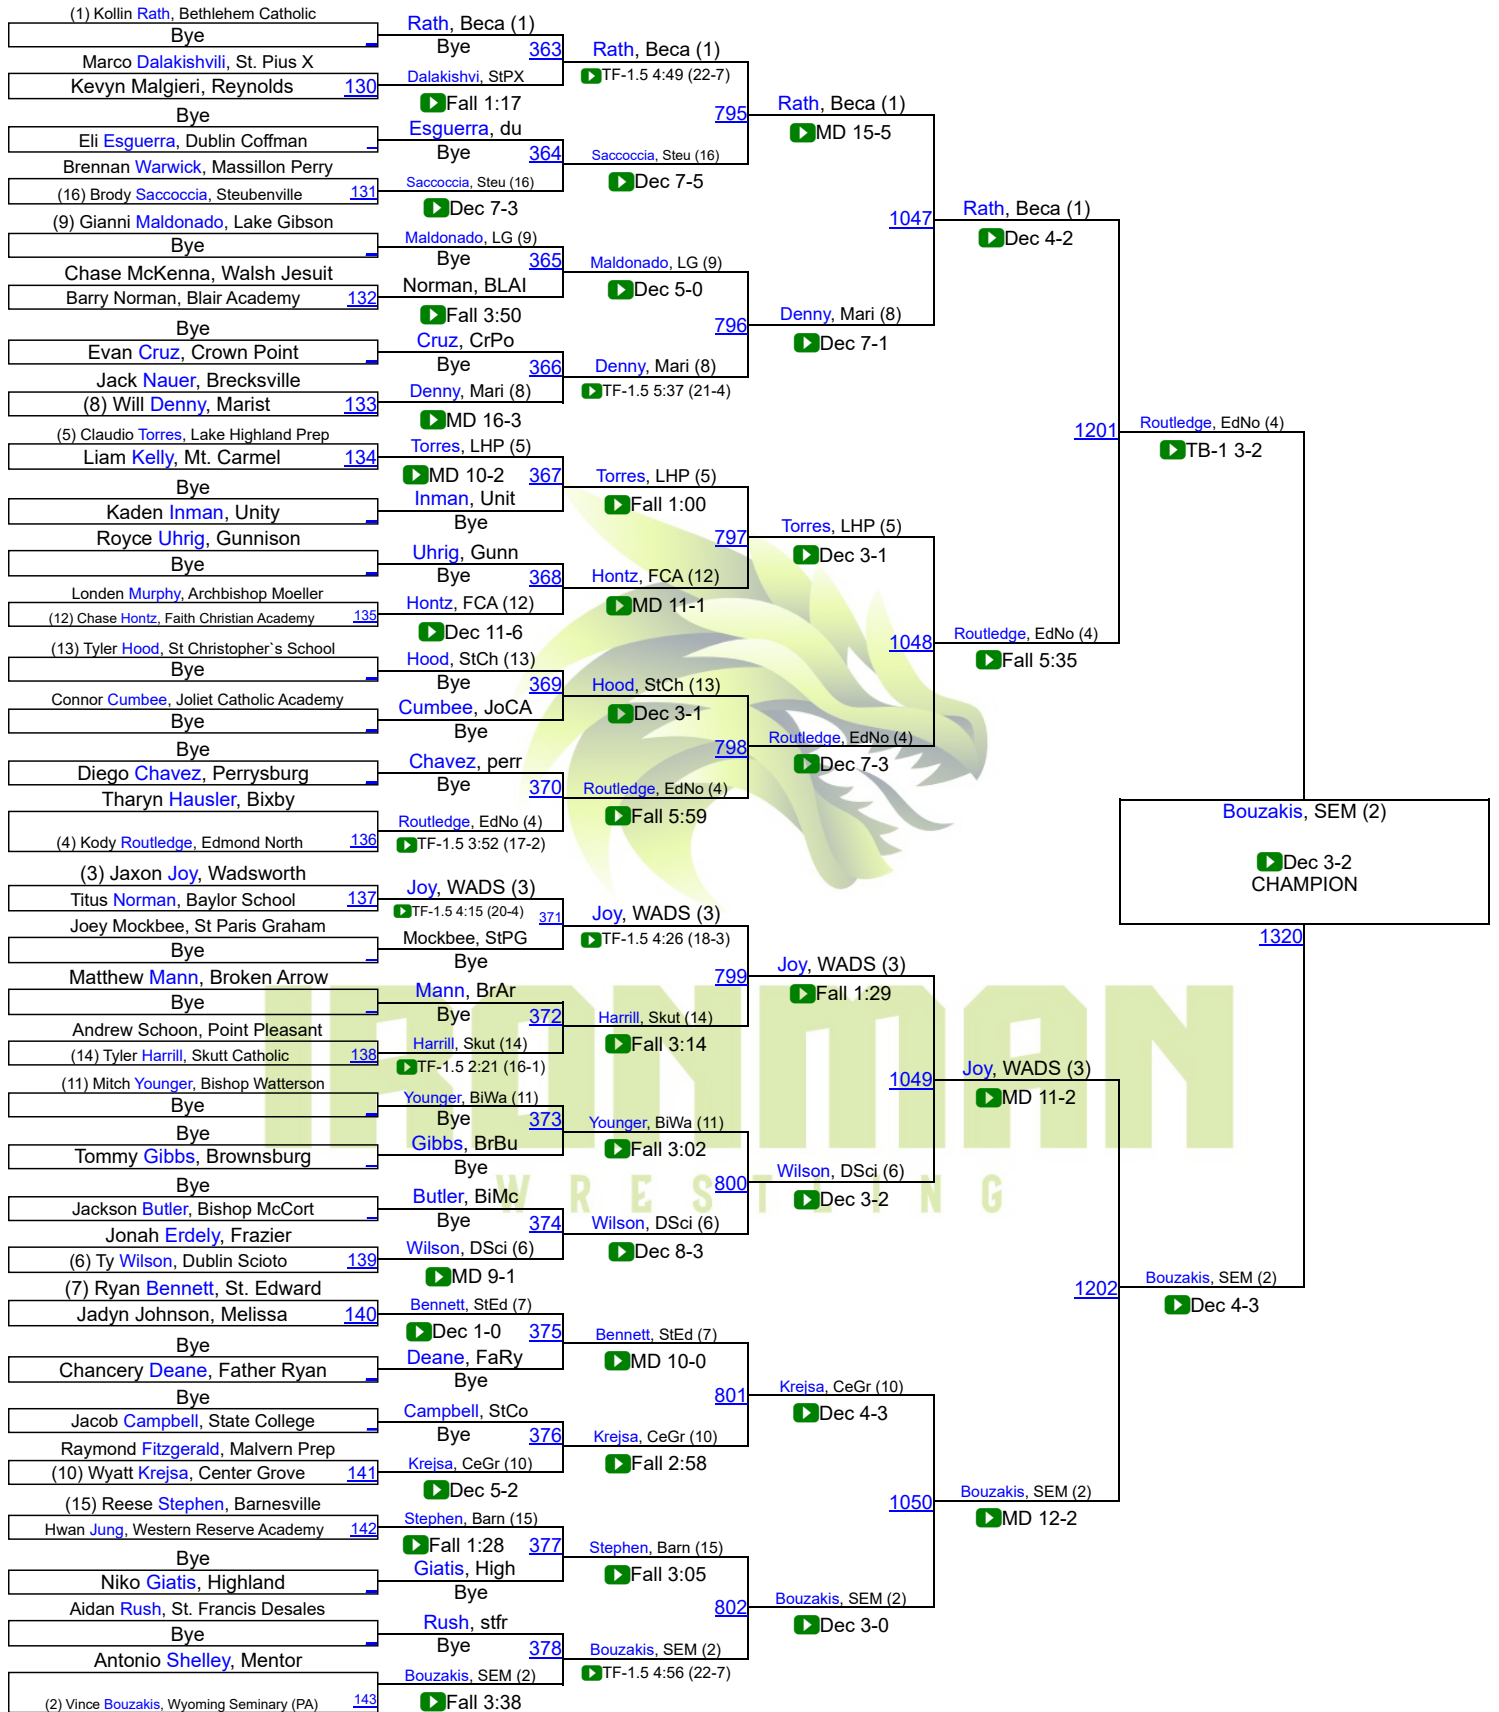 (1) Kollin Rath, Bethlehem Catholic
Bye
Marco Dalakishvili, St. Pius X
Kevyn Malgieri, Reynolds 130
Bye
Eli Esguerra, Dublin Coffman
Brennan Warwick, Massillon Perry
(16) Brody Saccoccia, Steubenville 131
(9) Gianni Maldonado, Lake Gibson
Bye
Chase McKenna, Walsh Jesuit
Barry Norman, Blair Academy 132
Bye
Evan Cruz, Crown Point
Jack Nauer, Brecksville
(8) Will Denny, Marist 133
(5) Claudio Torres, Lake Highland Prep
Liam Kelly, Mt. Carmel 134
Bye
Kaden Inman, Unity
Royce Uhrig, Gunnison
Bye
Londen Murphy, Archbishop Moeller
(12) Chase Hontz, Faith Christian Academy 135
(13) Tyler Hood, St Christopher`s School
Bye
Connor Cumbee, Joliet Catholic Academy
Bye
Bye
Diego Chavez, Perrysburg
Tharyn Hausler, Bixby
(4) Kody Routledge, Edmond North 136
(3) Jaxon Joy, Wadsworth
Titus Norman, Baylor School 137
Joey Mockbee, St Paris Graham
Bye
Matthew Mann, Broken Arrow
Bye
Andrew Schoon, Point Pleasant
(14) Tyler Harrill, Skutt Catholic 138
(11) Mitch Younger, Bishop Watterson
Bye
Bye
Tommy Gibbs, Brownsburg
Bye
Jackson Butler, Bishop McCort
Jonah Erdely, Frazier
(6) Ty Wilson, Dublin Scioto 139
(7) Ryan Bennett, St. Edward
Jadyn Johnson, Melissa 140
Bye
Chancery Deane, Father Ryan
Bye
Jacob Campbell, State College
Raymond Fitzgerald, Malvern Prep
(10) Wyatt Krejsa, Center Grove 141
(15) Reese Stephen, Barnesville
Hwan Jung, Western Reserve Academy 142
Bye
Niko Giatis, Highland
Aidan Rush, St. Francis Desales
Bye
Antonio Shelley, Mentor
(2) Vince Bouzakis, Wyoming Seminary (PA) 143
Rath, Beca (1)
Bye 363
Dalakishvi, StPX
Fall 1:17
Esguerra, du
Bye 364
Saccoccia, Steu (16)
Dec 7-3
Maldonado, LG (9)
Bye 365
Norman, BLAI
Fall 3:50
Cruz, CrPo
Bye 366
Denny, Mari (8)
MD 16-3
Torres, LHP (5)
MD 10-2 367
Inman, Unit
Bye
Uhrig, Gunn
Bye 368
Hontz, FCA (12)
Dec 11-6
Hood, StCh (13)
Bye 369
Cumbee, JoCA
Bye
Chavez, perr
Bye 370
Routledge, EdNo (4)
TF-1.5 3:52 (17-2)
Joy, WADS (3)
TF-1.5 4:15 (20-4) 371
Mockbee, StPG
Bye
Mann, BrAr
Bye 372
Harrill, Skut (14)
TF-1.5 2:21 (16-1)
Younger, BiWa (11)
Bye 373
Gibbs, BrBu
Bye
Butler, BiMc
Bye 374
Wilson, DSci (6)
MD 9-1
Bennett, StEd (7)
Dec 1-0 375
Deane, FaRy
Bye
Campbell, StCo
Bye 376
Krejsa, CeGr (10)
Dec 5-2
Stephen, Barn (15)
Fall 1:28 377
Giatis, High
Bye
Rush, stfr
Bye 378
Bouzakis, SEM (2)
Fall 3:38
Rath, Beca (1)
TF-1.5 4:49 (22-7)
795
Saccoccia, Steu (16)
Dec 7-5
Maldonado, LG (9)
Dec 5-0
796
Denny, Mari (8)
TF-1.5 5:37 (21-4)
Torres, LHP (5)
Fall 1:00
797
Hontz, FCA (12)
MD 11-1
Hood, StCh (13)
Dec 3-1
798
Routledge, EdNo (4)
Fall 5:59
Joy, WADS (3)
TF-1.5 4:26 (18-3)
799
Harrill, Skut (14)
Fall 3:14
Younger, BiWa (11)
Fall 3:02
800
Wilson, DSci (6)
Dec 8-3
Bennett, StEd (7)
MD 10-0
801
Krejsa, CeGr (10)
Fall 2:58
Stephen, Barn (15)
Fall 3:05
802
Bouzakis, SEM (2)
TF-1.5 4:56 (22-7)
Rath, Beca (1)
MD 15-5
1047
Denny, Mari (8)
Dec 7-1
Torres, LHP (5)
Dec 3-1
1048
Routledge, EdNo (4)
Dec 7-3
Joy, WADS (3)
Fall 1:29
1049
Wilson, DSci (6)
Dec 3-2
Krejsa, CeGr (10)
Dec 4-3
1050
Bouzakis, SEM (2)
Dec 3-0
Rath, Beca (1)
Dec 4-2
1201
Routledge, EdNo (4)
Fall 5:35
Joy, WADS (3)
MD 11-2
1202
Bouzakis, SEM (2)
MD 12-2
Routledge, EdNo (4)
TB-1 3-2
Bouzakis, SEM (2)
Dec 4-3
Bouzakis, SEM (2)
Dec 3-2
CHAMPION
1320
IRONMAN
WRESTLING